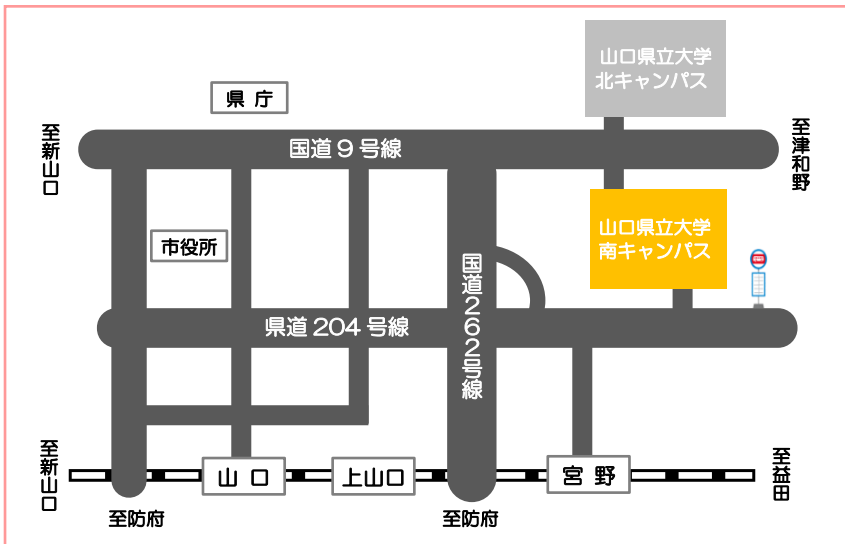 山口県立大学
北キャンパス
県庁
至新山口
国道9号線
至津和野
山口県立大学
南キャンパス
市役所
国道262号線
県道204号線
至新山口
山口
上山口
宮野
至益田
至防府
至防府